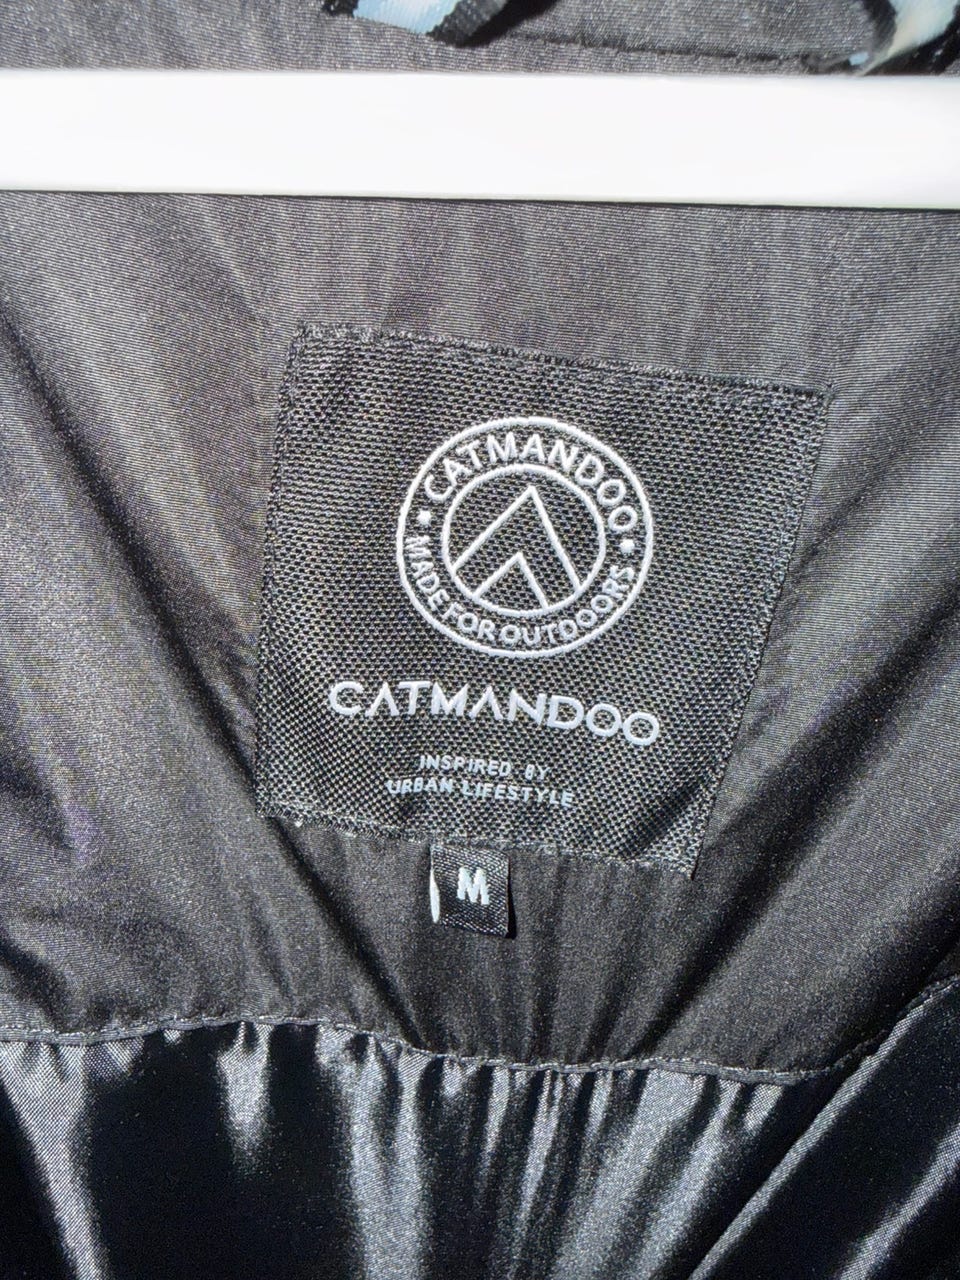 CATMANDOO
MADE FOR OUTDOORS
CATMANDOO
INSPIRED BY
URBAN LIFESTYLE
M